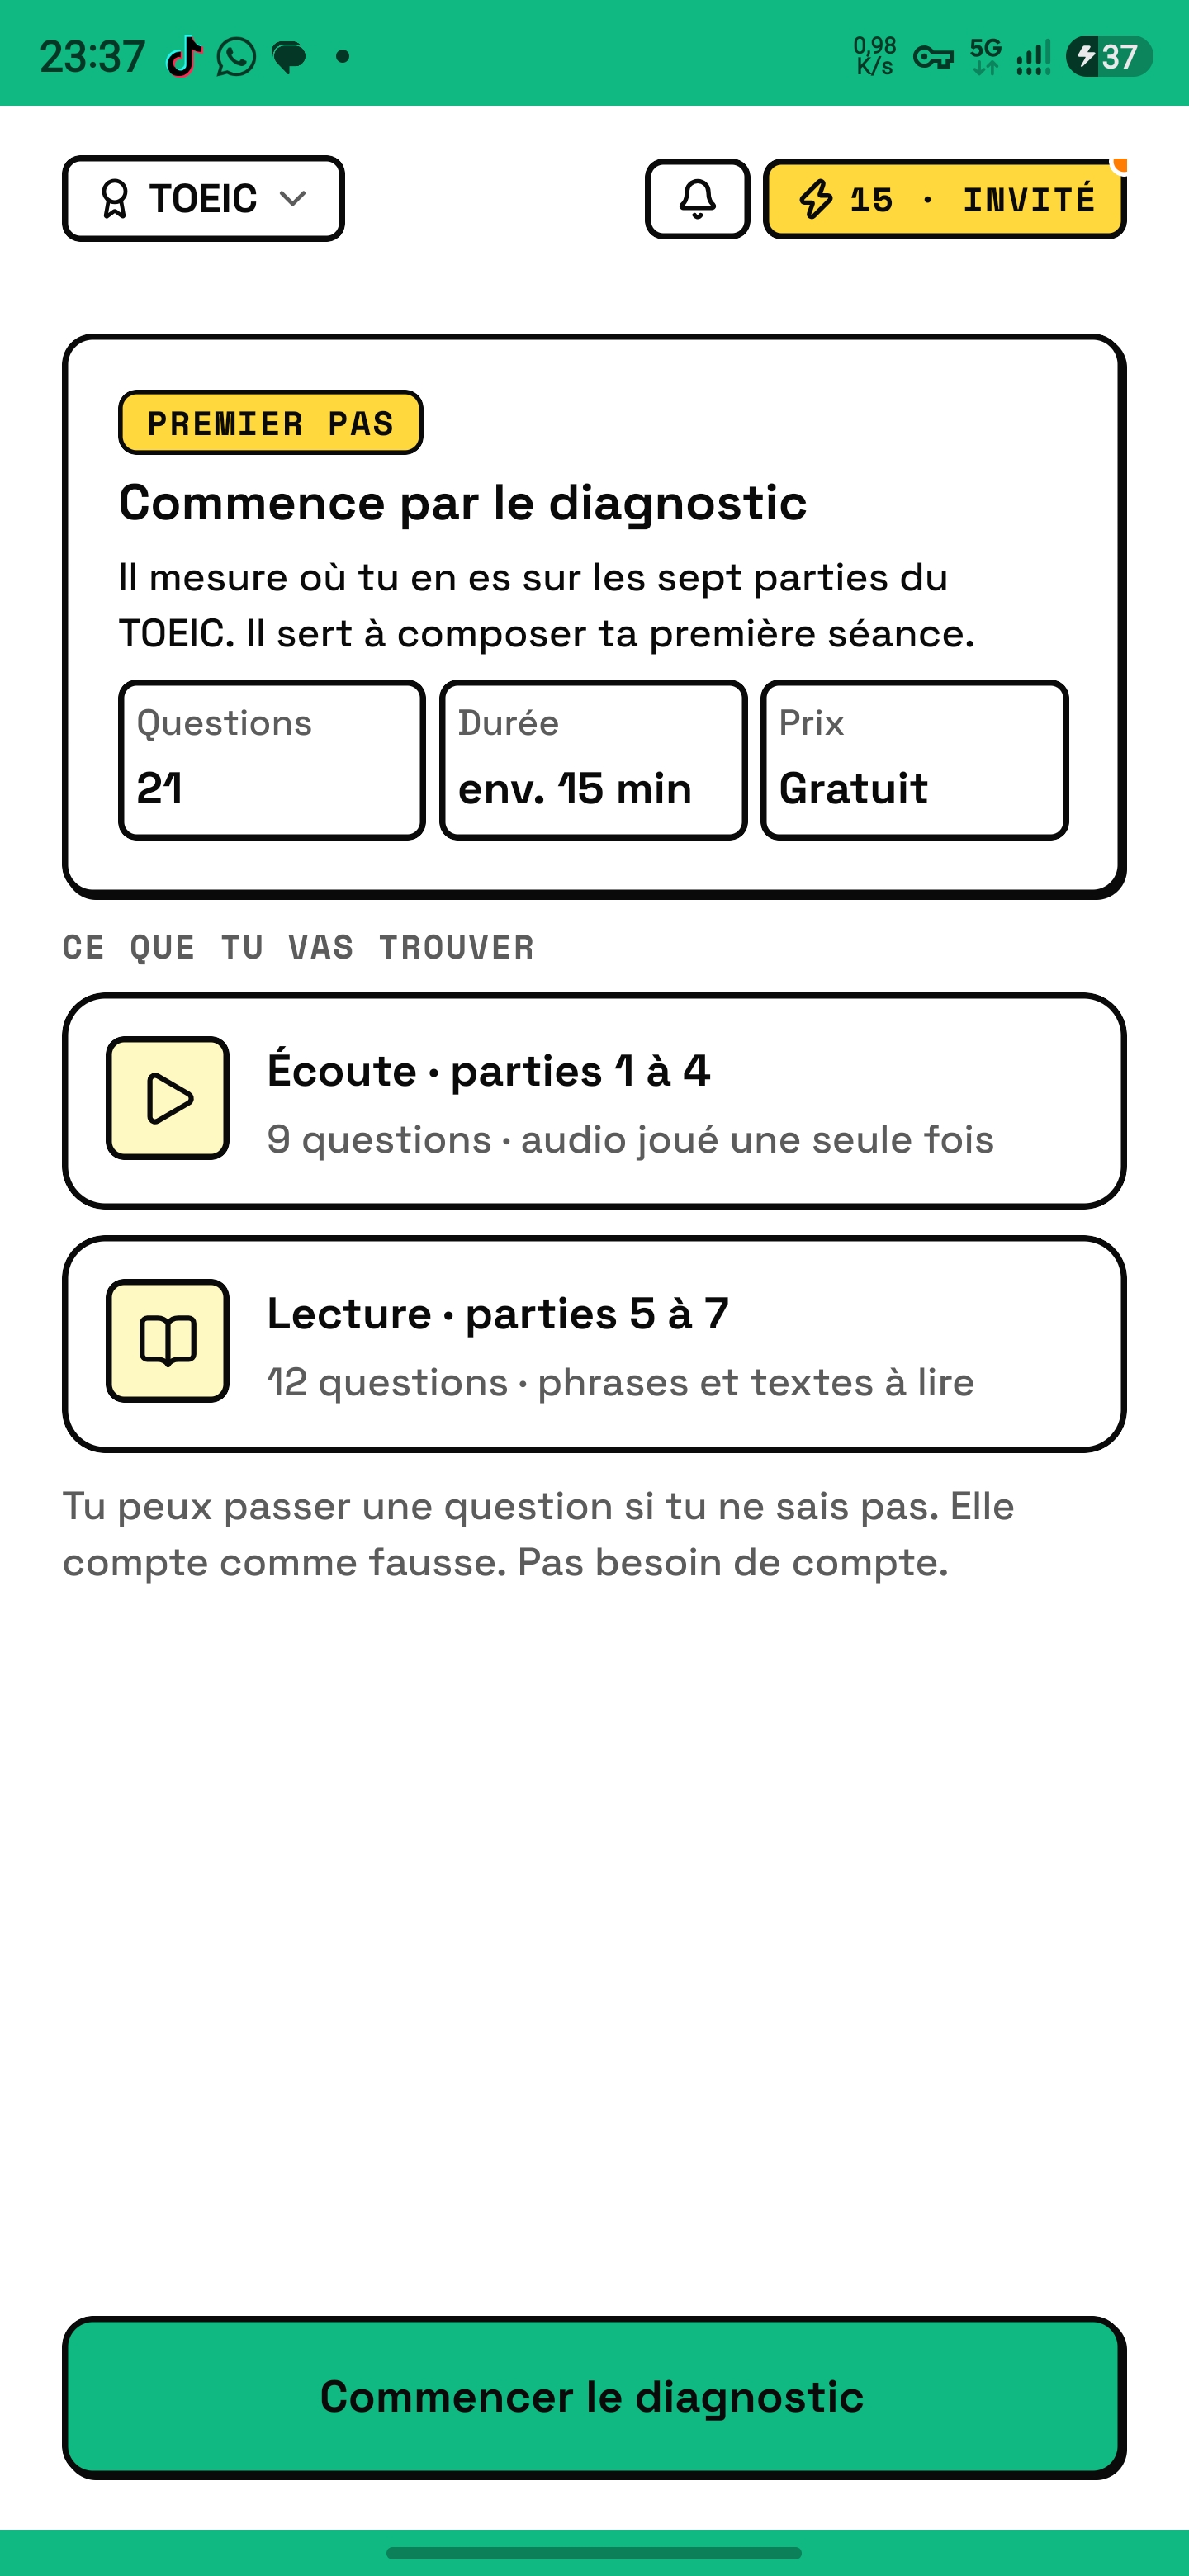 23:37
0,98 K/s 5G 37
TOEIC
15 · INVITÉ
PREMIER PAS
Commence par le diagnostic
Il mesure où tu en es sur les sept parties du
TOEIC. Il sert à composer ta première séance.
Questions
21
Durée
env. 15 min
Prix
Gratuit
CE QUE TU VAS TROUVER
Écoute · parties 1 à 4
9 questions · audio joué une seule fois
Lecture · parties 5 à 7
12 questions · phrases et textes à lire
Tu peux passer une question si tu ne sais pas. Elle
compte comme fausse. Pas besoin de compte.
Commencer le diagnostic